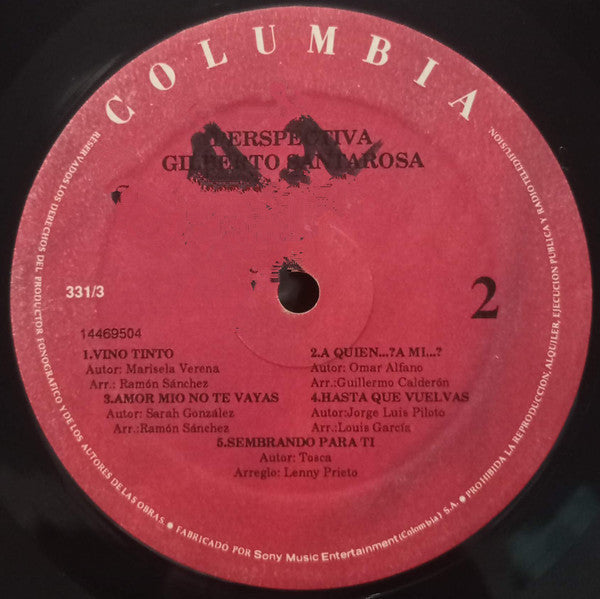 COLUMBIA
PERSPECTIVA
GILBERTO SANTAROSA
331/3
2
14469504
1.VINO TINTO
Autor: Marisela Verena
Arr.: Ramón Sánchez
2.A QUIEN...?A MI...?
Autor: Omar Alfano
Arr.:Guillermo Calderón
3.AMOR MIO NO TE VAYAS
Autor: Sarah González
Arr.:Ramón Sánchez
4.HASTA QUE VUELVAS
Autor:Jorge Luis Piloto
Arr.:Louis García
5.SEMBRANDO PARA TI
Autor: Tosca
Arreglo: Lenny Prieto
RESERVADOS LOS DERECHOS DEL PRODUCTOR FONOGRAFICO Y DE LOS AUTORES DE LAS OBRAS. ● FABRICADO POR Sony Music Entertainment (Colombia) S.A. ● PROHIBIDA LA REPRODUCCION, ALQUILER, EJECUCION PUBLICA Y RADIOTELEDIFUSION